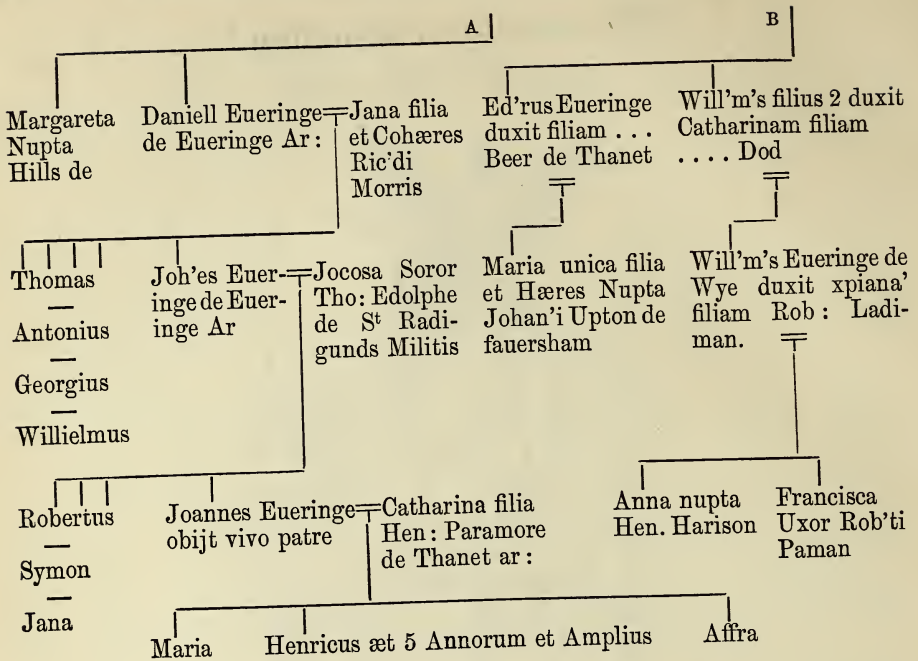 A
B
Margareta
Nupta
Hills de
Daniell Eueringe
de Eueringe Ar :
Jana filia
et Cohæres
Ric'di
Morris
Ed'rus Eueringe
duxit filiam . . .
Beer de Thanet
Will'm's filius 2 duxit
Catharinam filiam
. . . . Dod
Thomas
Antonius
Georgius
Willielmus
Joh'es Euer-
inge de Euer-
inge Ar
Jocosa Soror
Tho: Edolphe
de St Radi-
gunds Militis
Maria unica filia
et Hæres Nupta
Johan'i Upton de
fauersham
Will'm's Eueringe de
Wye duxit xpiana'
filiam Rob : Ladi-
man.
Robertus
Symon
Jana
Joannes Eueringe
obijt vivo patre
Catharina filia
Hen: Paramore
de Thanet ar :
Anna nupta
Hen. Harison
Francisca
Uxor Rob'ti
Paman
Maria
Henricus æt 5 Annorum et Amplius
Affra